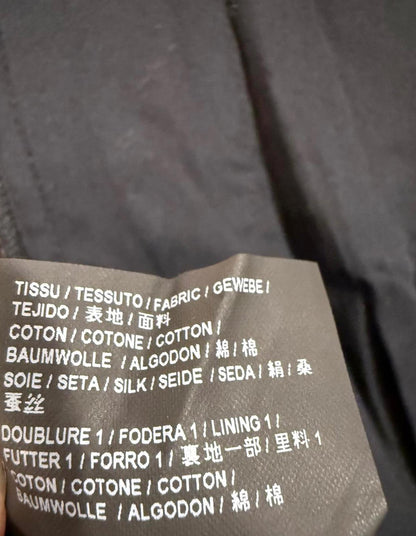 TISSU / TESSUTO / FABRIC / GEWEBE /
TEJIDO / 表地 / 面料
COTON / COTONE / COTTON /
BAUMWOLLE / ALGODON / 綿 / 棉
SOIE / SETA / SILK / SEIDE / SEDA / 絹 / 桑
蚕丝
DOUBLURE 1 / FODERA 1 / LINING 1 /
FUTTER 1 / FORRO 1 / 裏地一部 / 里料 1
COTON / COTONE / COTTON /
BAUMWOLLE / ALGODON / 綿 / 棉